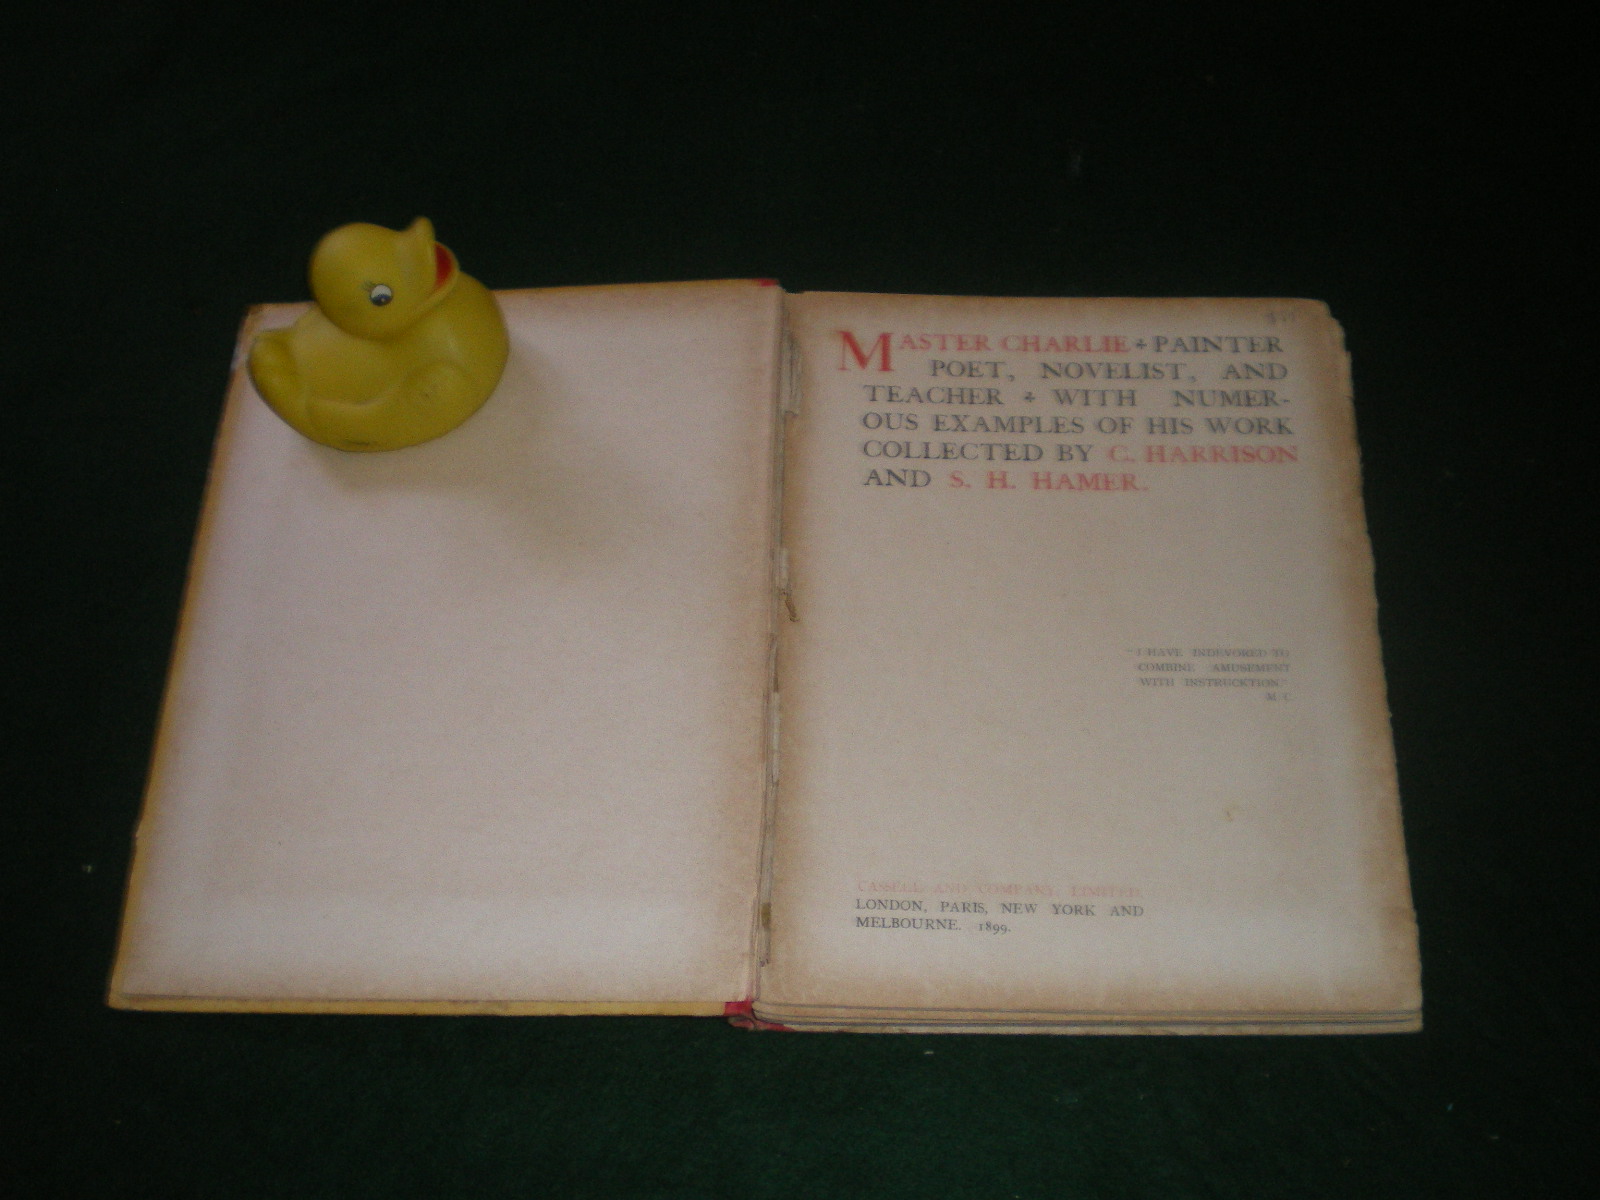 MASTER CHARLIE + PAINTER
POET, NOVELIST, AND
TEACHER + WITH NUMER-
OUS EXAMPLES OF HIS WORK
COLLECTED BY C. HARRISON
AND S. H. HAMER.
"I HAVE INDEVORED TO
COMBINE AMUSEMENT
WITH INSTRUCKTION."
M. C.
CASSELL AND COMPANY, LIMITED,
LONDON, PARIS, NEW YORK AND
MELBOURNE. 1899.